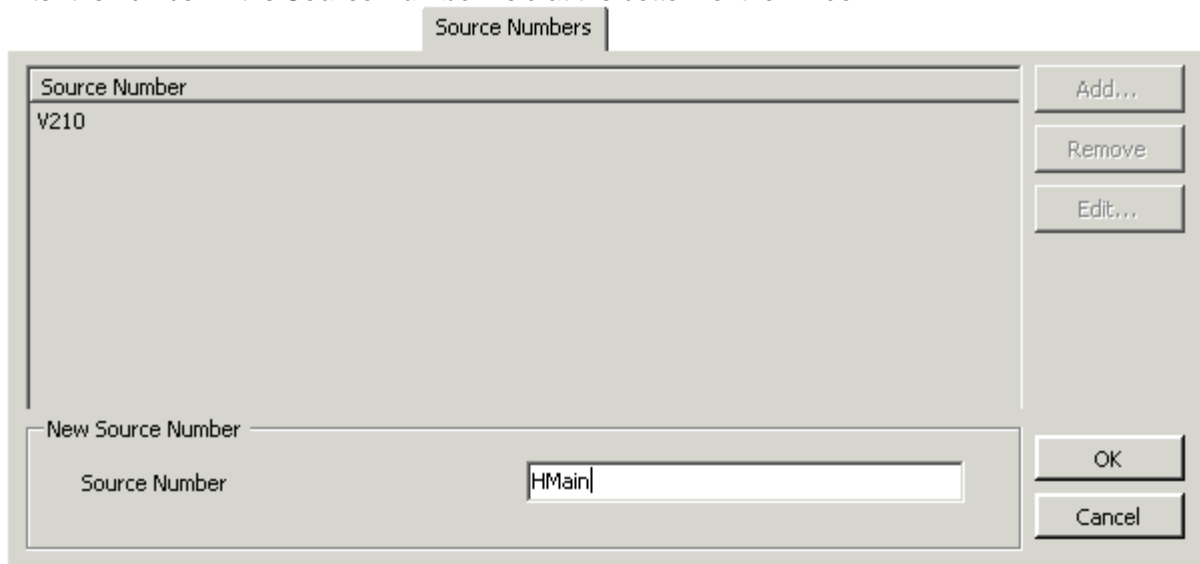 Source Numbers
Source Number
V210
Add...
Remove
Edit...
New Source Number
Source Number
HMain
OK
Cancel